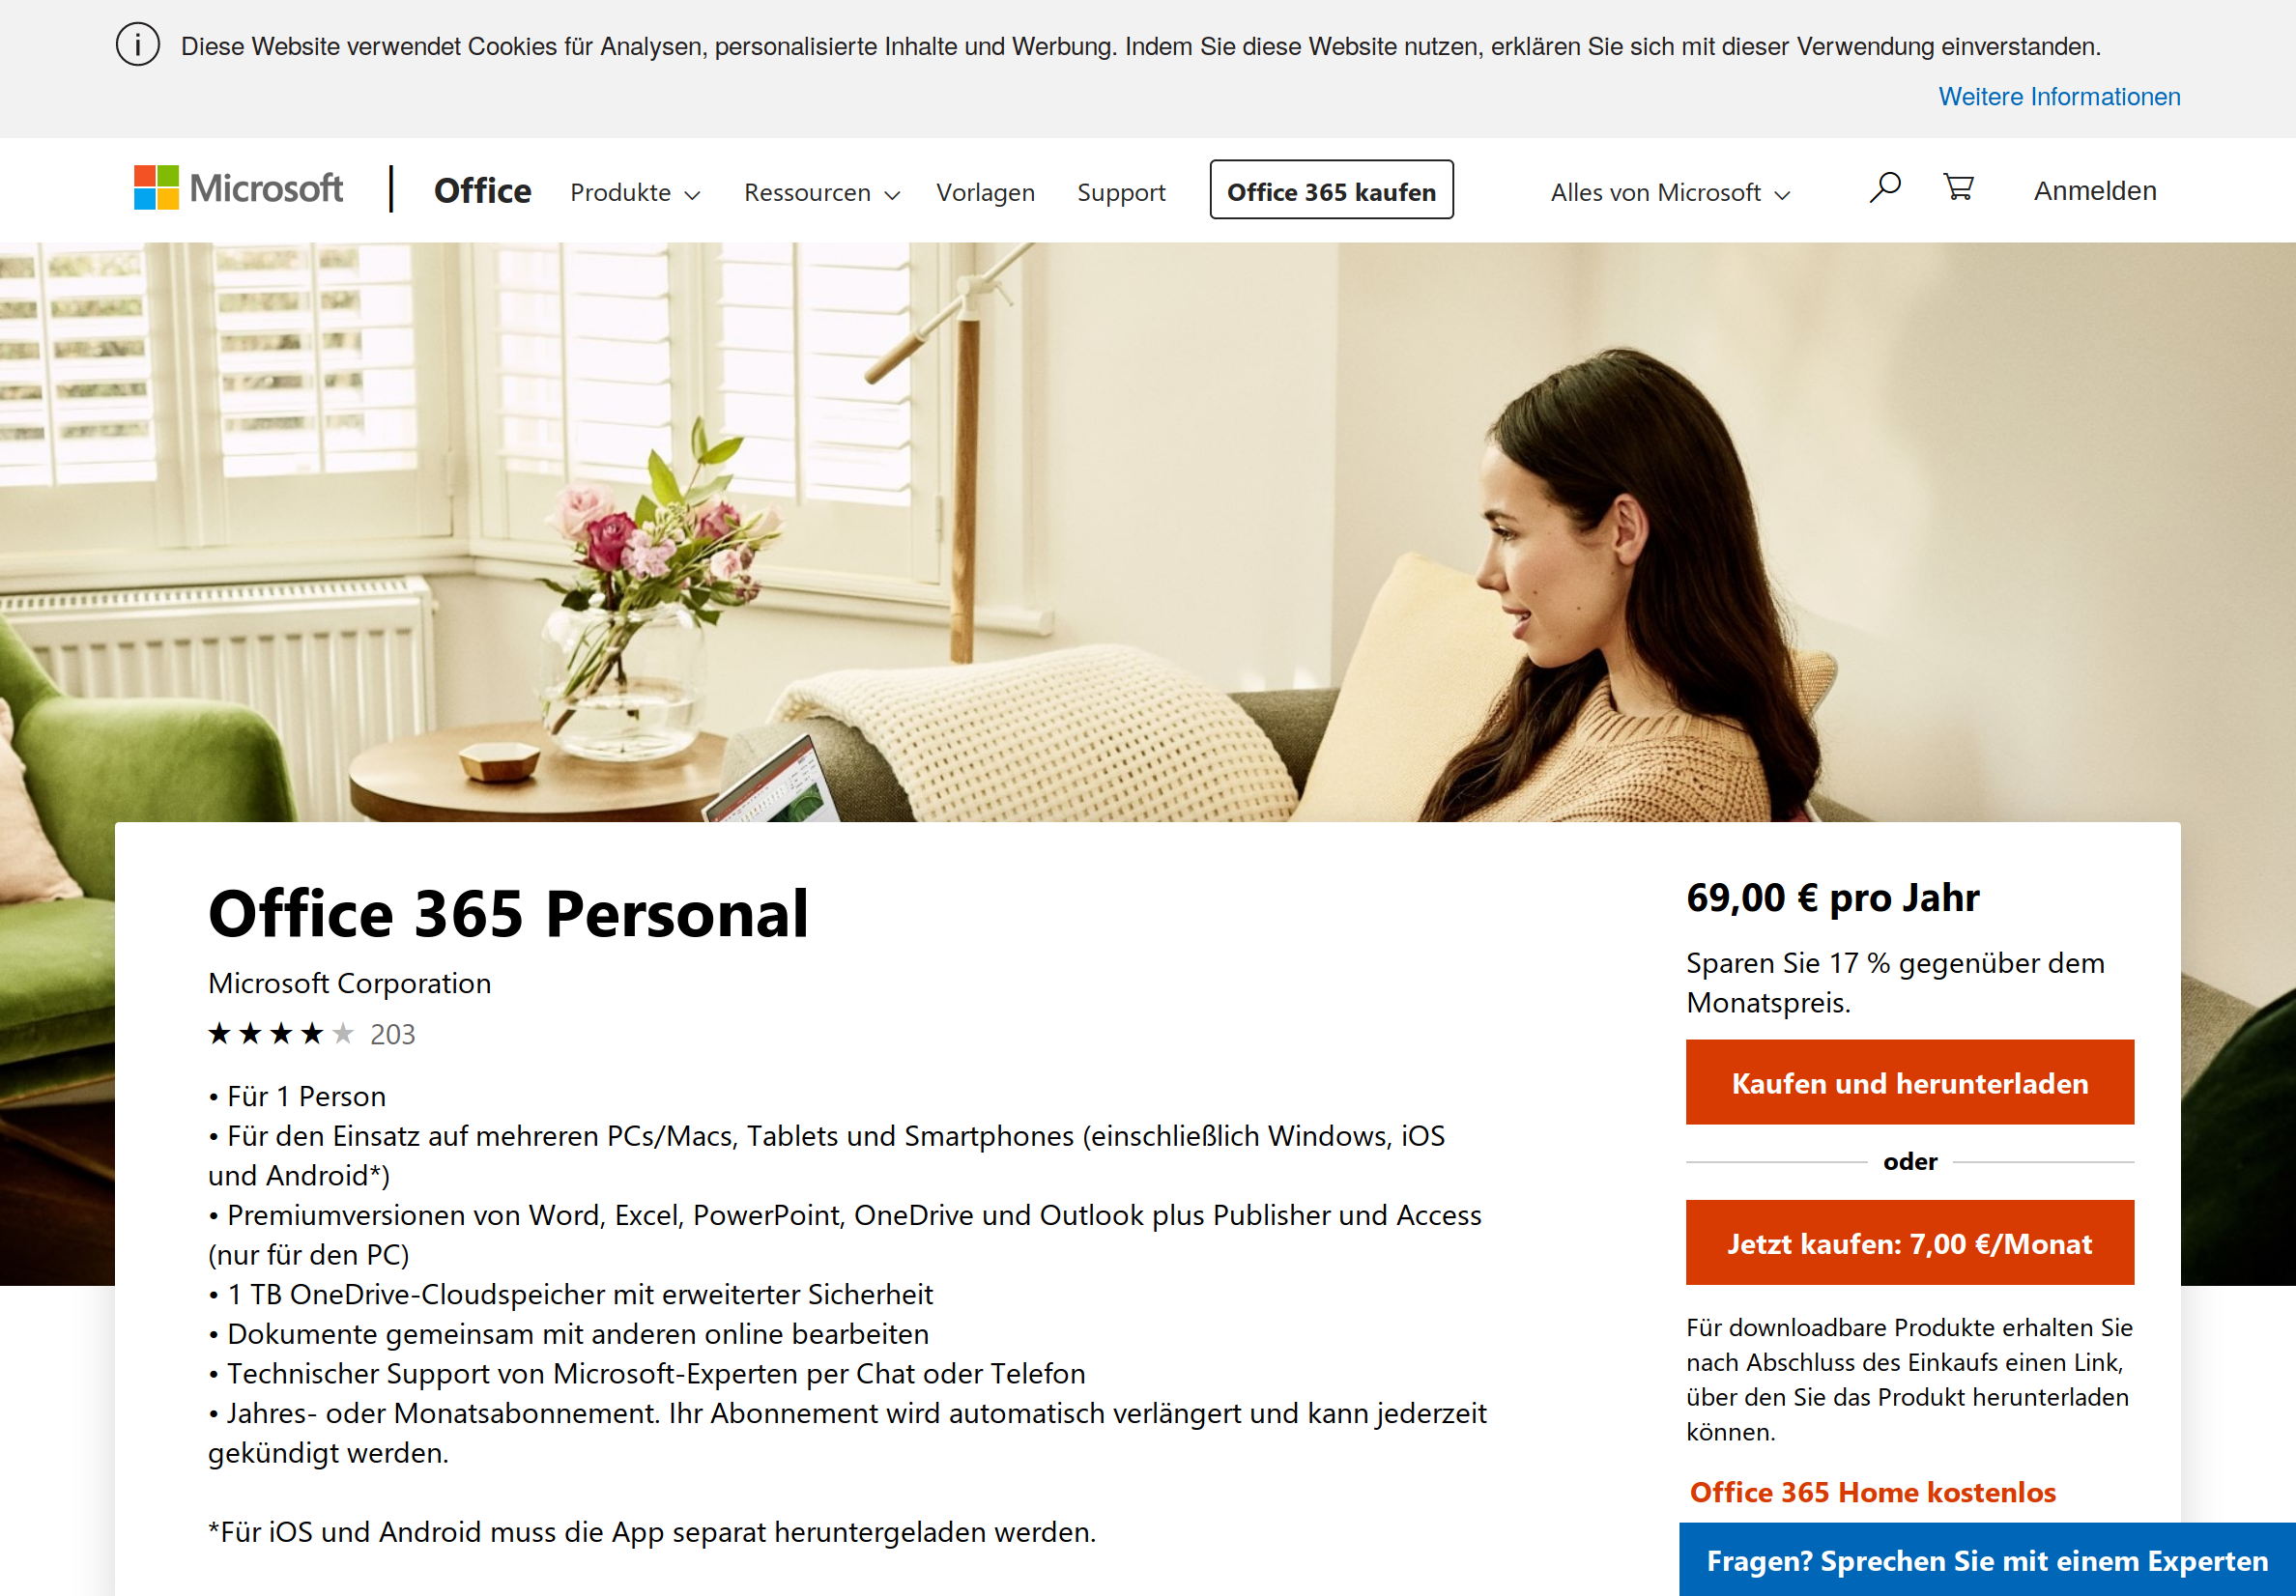 Diese Website verwendet Cookies für Analysen, personalisierte Inhalte und Werbung. Indem Sie diese Website nutzen, erklären Sie sich mit dieser Verwendung einverstanden.
Weitere Informationen
Microsoft | Office Produkte Ressourcen Vorlagen Support Office 365 kaufen Alles von Microsoft Anmelden
Office 365 Personal
Microsoft Corporation
★★★★★ 203
• Für 1 Person
• Für den Einsatz auf mehreren PCs/Macs, Tablets und Smartphones (einschließlich Windows, iOS
und Android*)
• Premiumversionen von Word, Excel, PowerPoint, OneDrive und Outlook plus Publisher und Access
(nur für den PC)
• 1 TB OneDrive-Cloudspeicher mit erweiterter Sicherheit
• Dokumente gemeinsam mit anderen online bearbeiten
• Technischer Support von Microsoft-Experten per Chat oder Telefon
• Jahres- oder Monatsabonnement. Ihr Abonnement wird automatisch verlängert und kann jederzeit
gekündigt werden.
*Für iOS und Android muss die App separat heruntergeladen werden.
69,00 € pro Jahr
Sparen Sie 17 % gegenüber dem
Monatspreis.
Kaufen und herunterladen
oder
Jetzt kaufen: 7,00 €/Monat
Für downloadbare Produkte erhalten Sie
nach Abschluss des Einkaufs einen Link,
über den Sie das Produkt herunterladen
können.
Office 365 Home kostenlos
Fragen? Sprechen Sie mit einem Experten